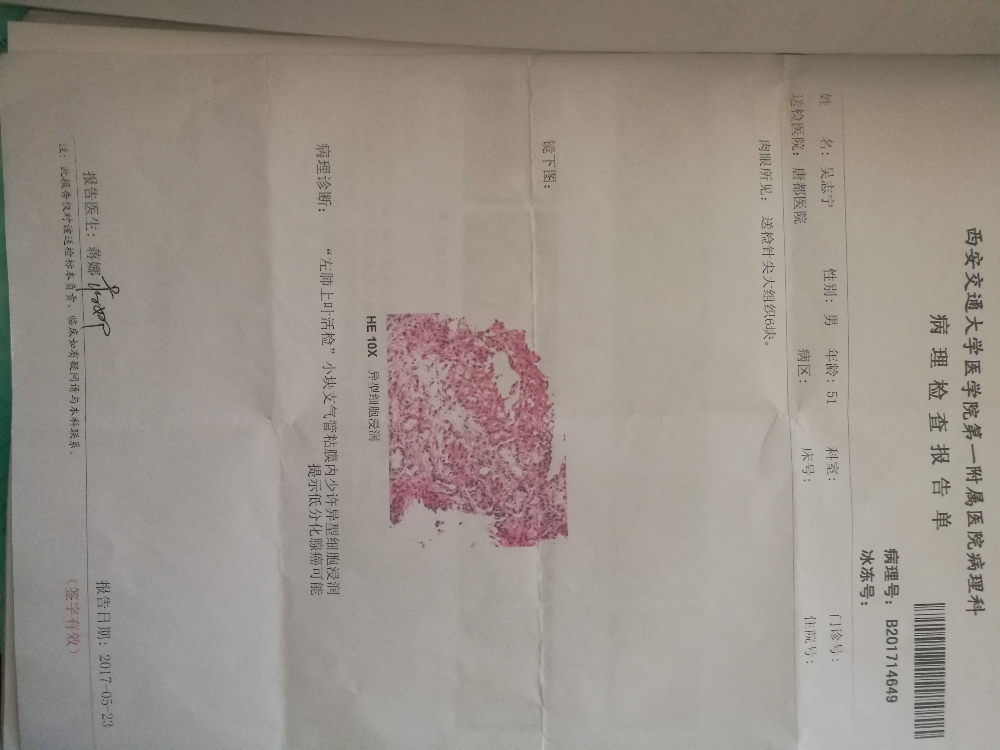 西安交通大学医学院第一附属医院病理科
病 理 检 查 报 告 单
病理号: B201714649
冰冻号:
姓 名: 吴志宁 性别: 男 年龄: 51 科室: 门诊号:
送检医院: 唐都医院 病区: 床号: 住院号:
肉眼所见: 送检针尖大组织6块。
镜下图:
HE 10X 异型细胞浸润
病理诊断: “左肺上叶活检”小块支气管粘膜内少许异型细胞浸润
提示低分化腺癌可能
报告医生: 蒋娜 报告日期: 2017-05-23
(签字有效)
注: 此报告仅对该送检标本负责, 临床如有疑问请与本科联系。